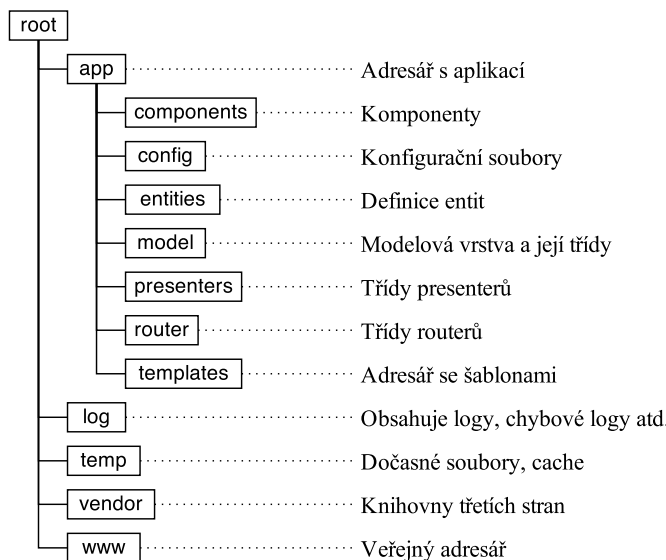 root
app Adresář s aplikací
components Komponenty
config Konfigurační soubory
entities Definice entit
model Modelová vrstva a její třídy
presenters Třídy presenterů
router Třídy routerů
templates Adresář se šablonami
log Obsahuje logy, chybové logy atd.
temp Dočasné soubory, cache
vendor Knihovny třetích stran
www Veřejný adresář